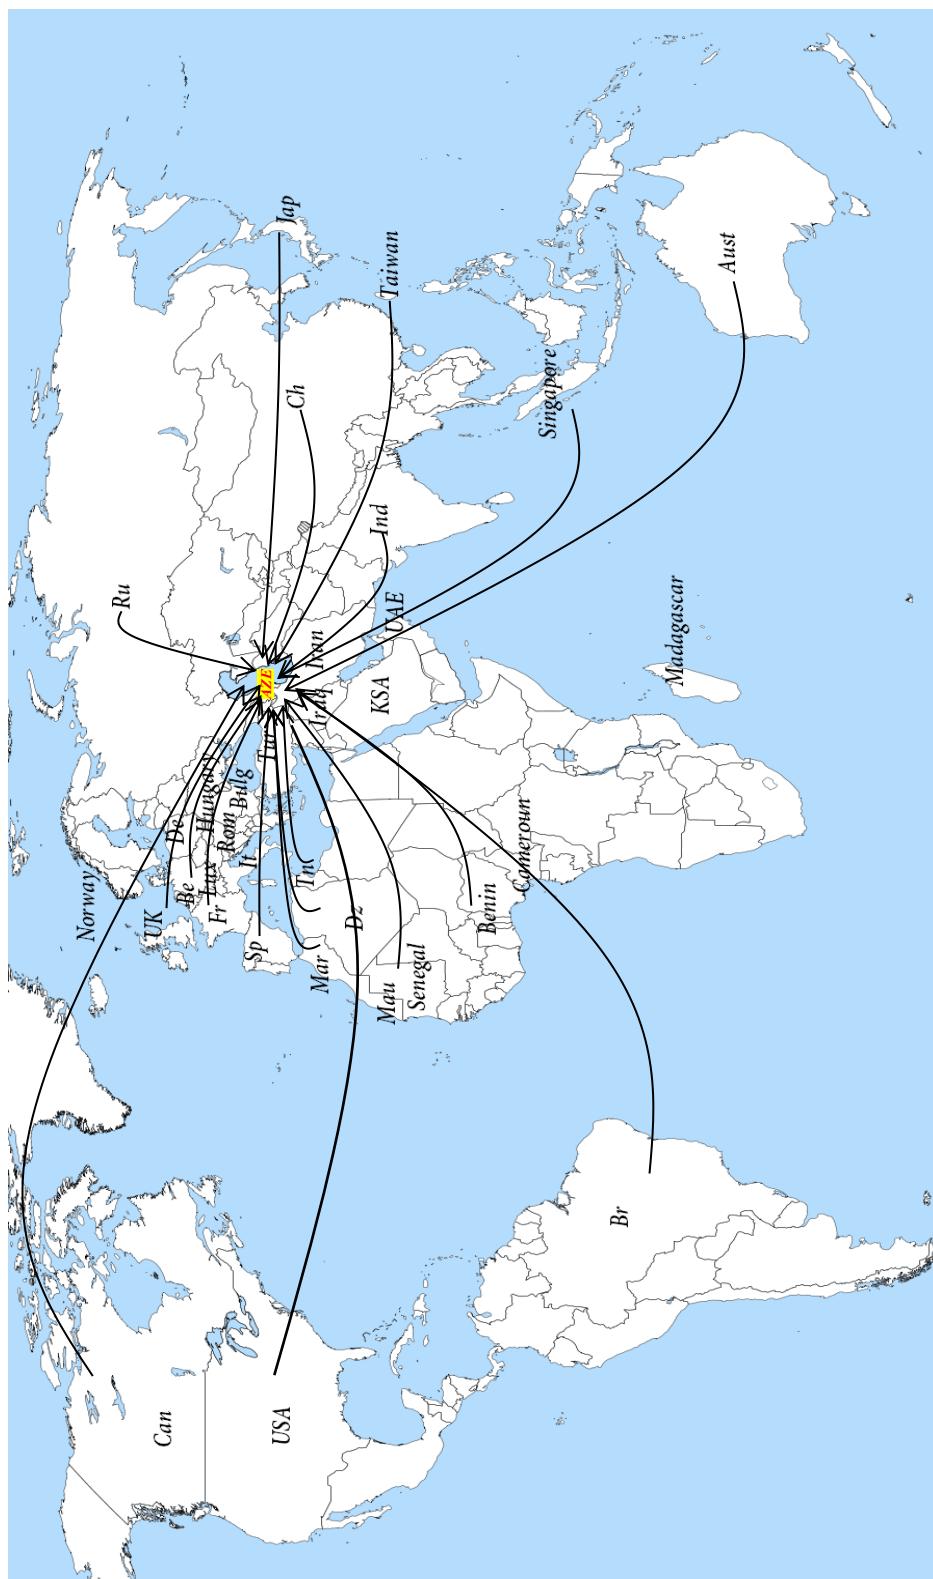 Can
USA
Br
Norway
UK
Be
De
Lux
Fr
Hungary
Rom
Bulg
It
Sp
Tur
AZE
Mar
Dz
Tn
Mau
Senegal
Benin
Cameroun
Madagascar
Iraq
Iran
KSA
UAE
Ru
Ind
Ch
Jap
Taiwan
Singapore
Aust